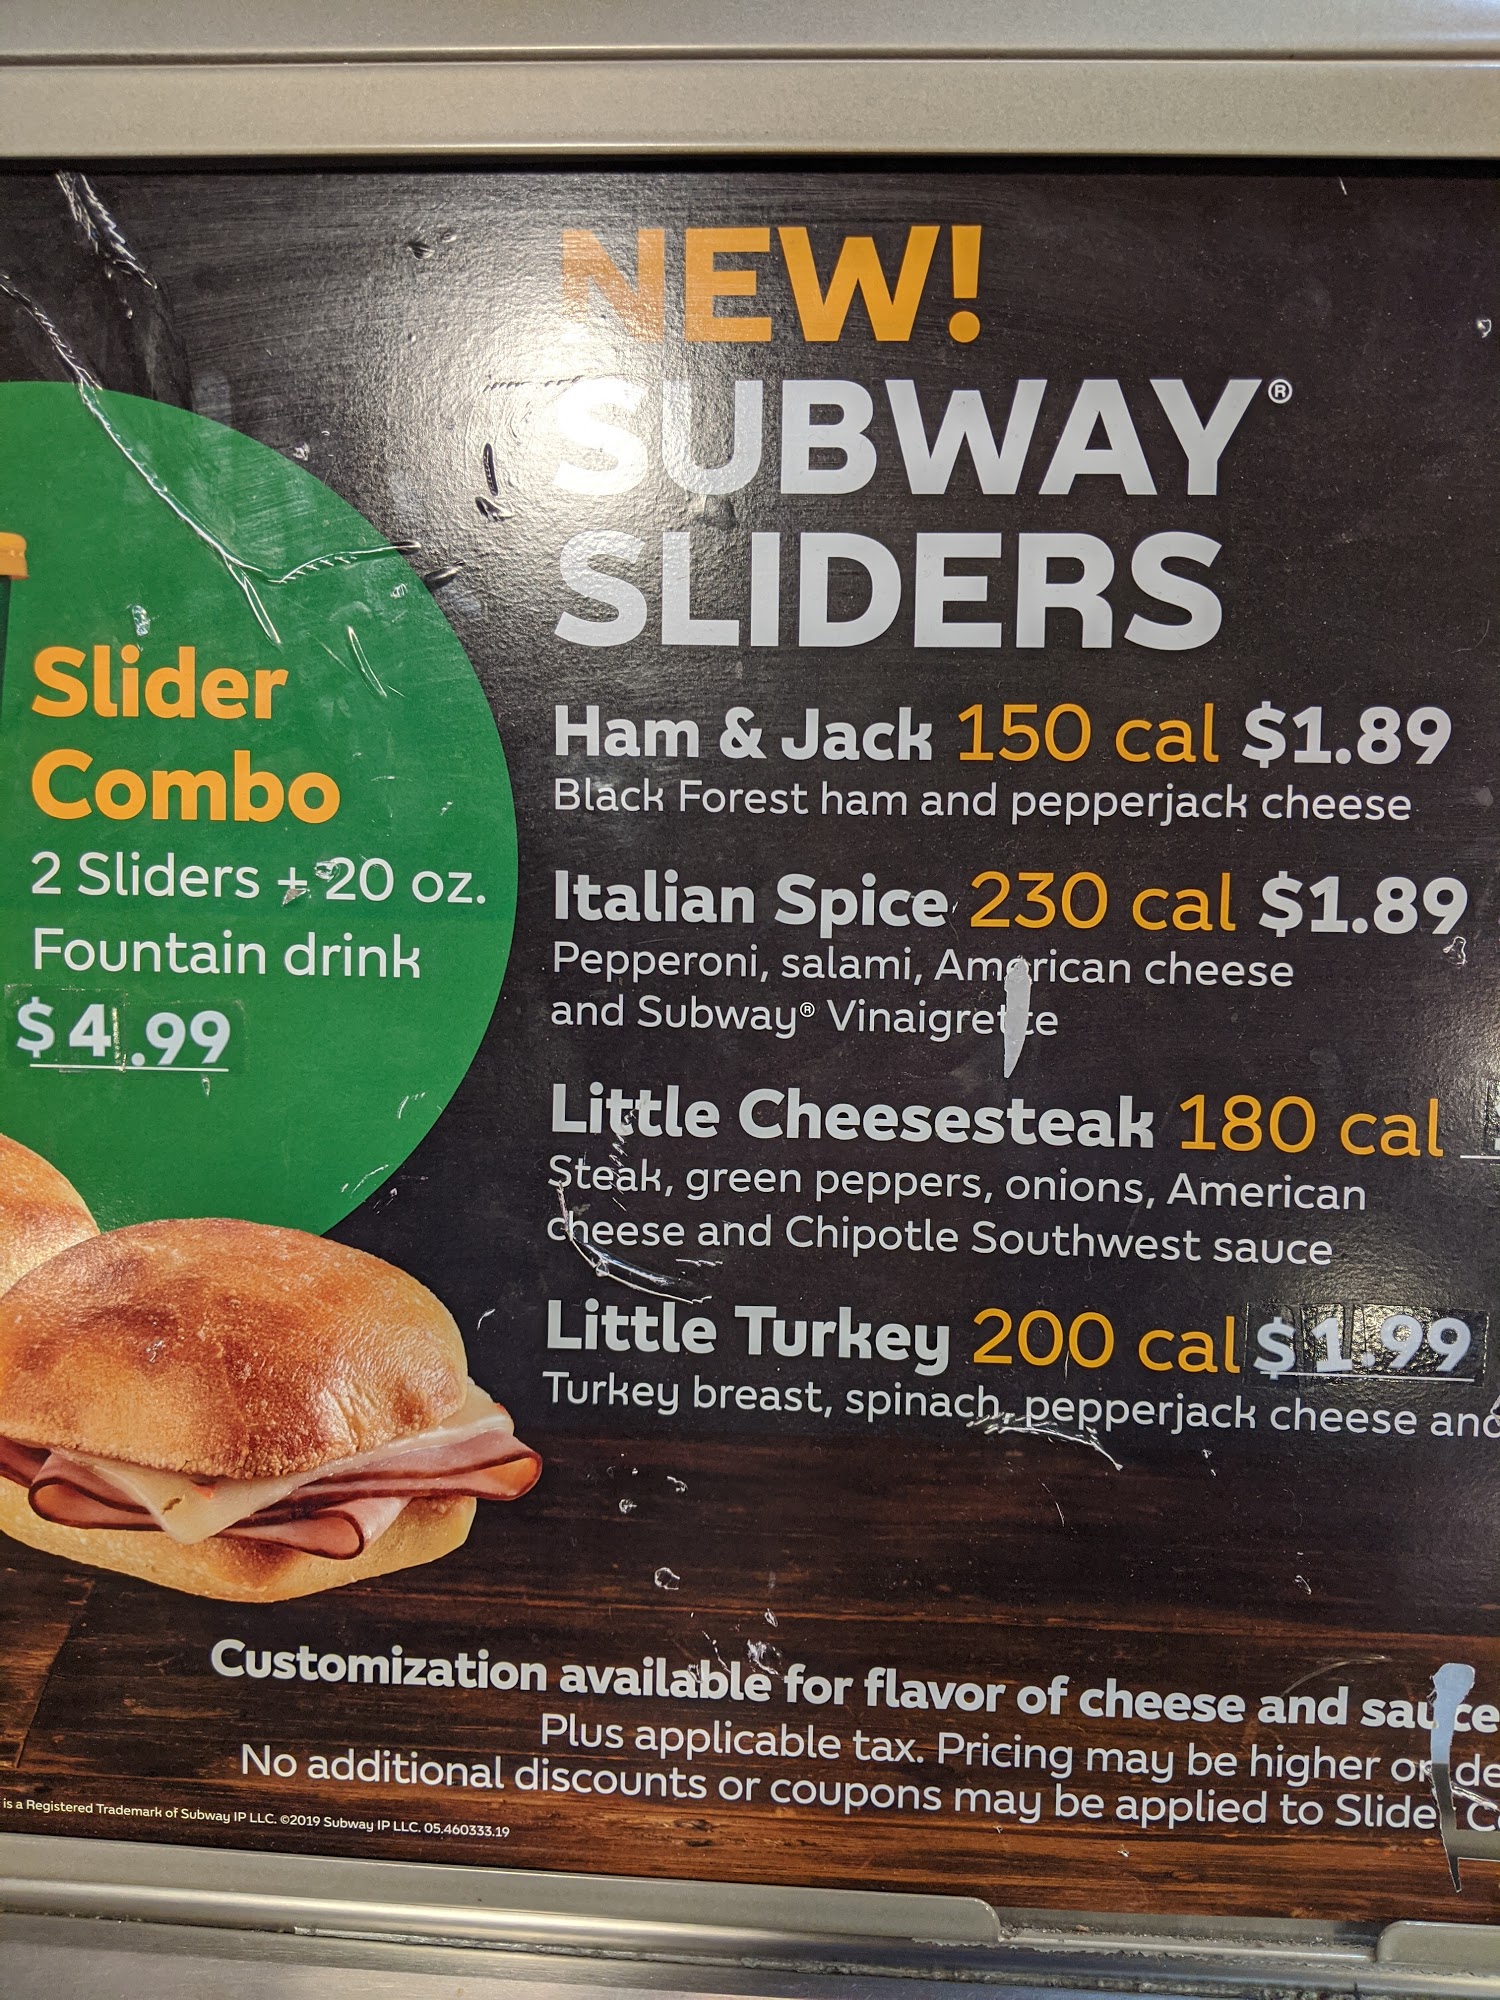 NEW!
SUBWAY®
SLIDERS
Ham & Jack 150 cal $1.89
Black Forest ham and pepperjack cheese
Italian Spice 230 cal $1.89
Pepperoni, salami, American cheese
and Subway® Vinaigrette
Little Cheesesteak 180 cal
Steak, green peppers, onions, American
cheese and Chipotle Southwest sauce
Little Turkey 200 cal $1.99
Turkey breast, spinach, pepperjack cheese and
Slider
Combo
2 Sliders + 20 oz.
Fountain drink
$4.99
Customization available for flavor of cheese and sauce
Plus applicable tax. Pricing may be higher on
No additional discounts or coupons may be applied to Slider
is a Registered Trademark of Subway IP LLC. ©2019 Subway IP LLC. 05.460333.19